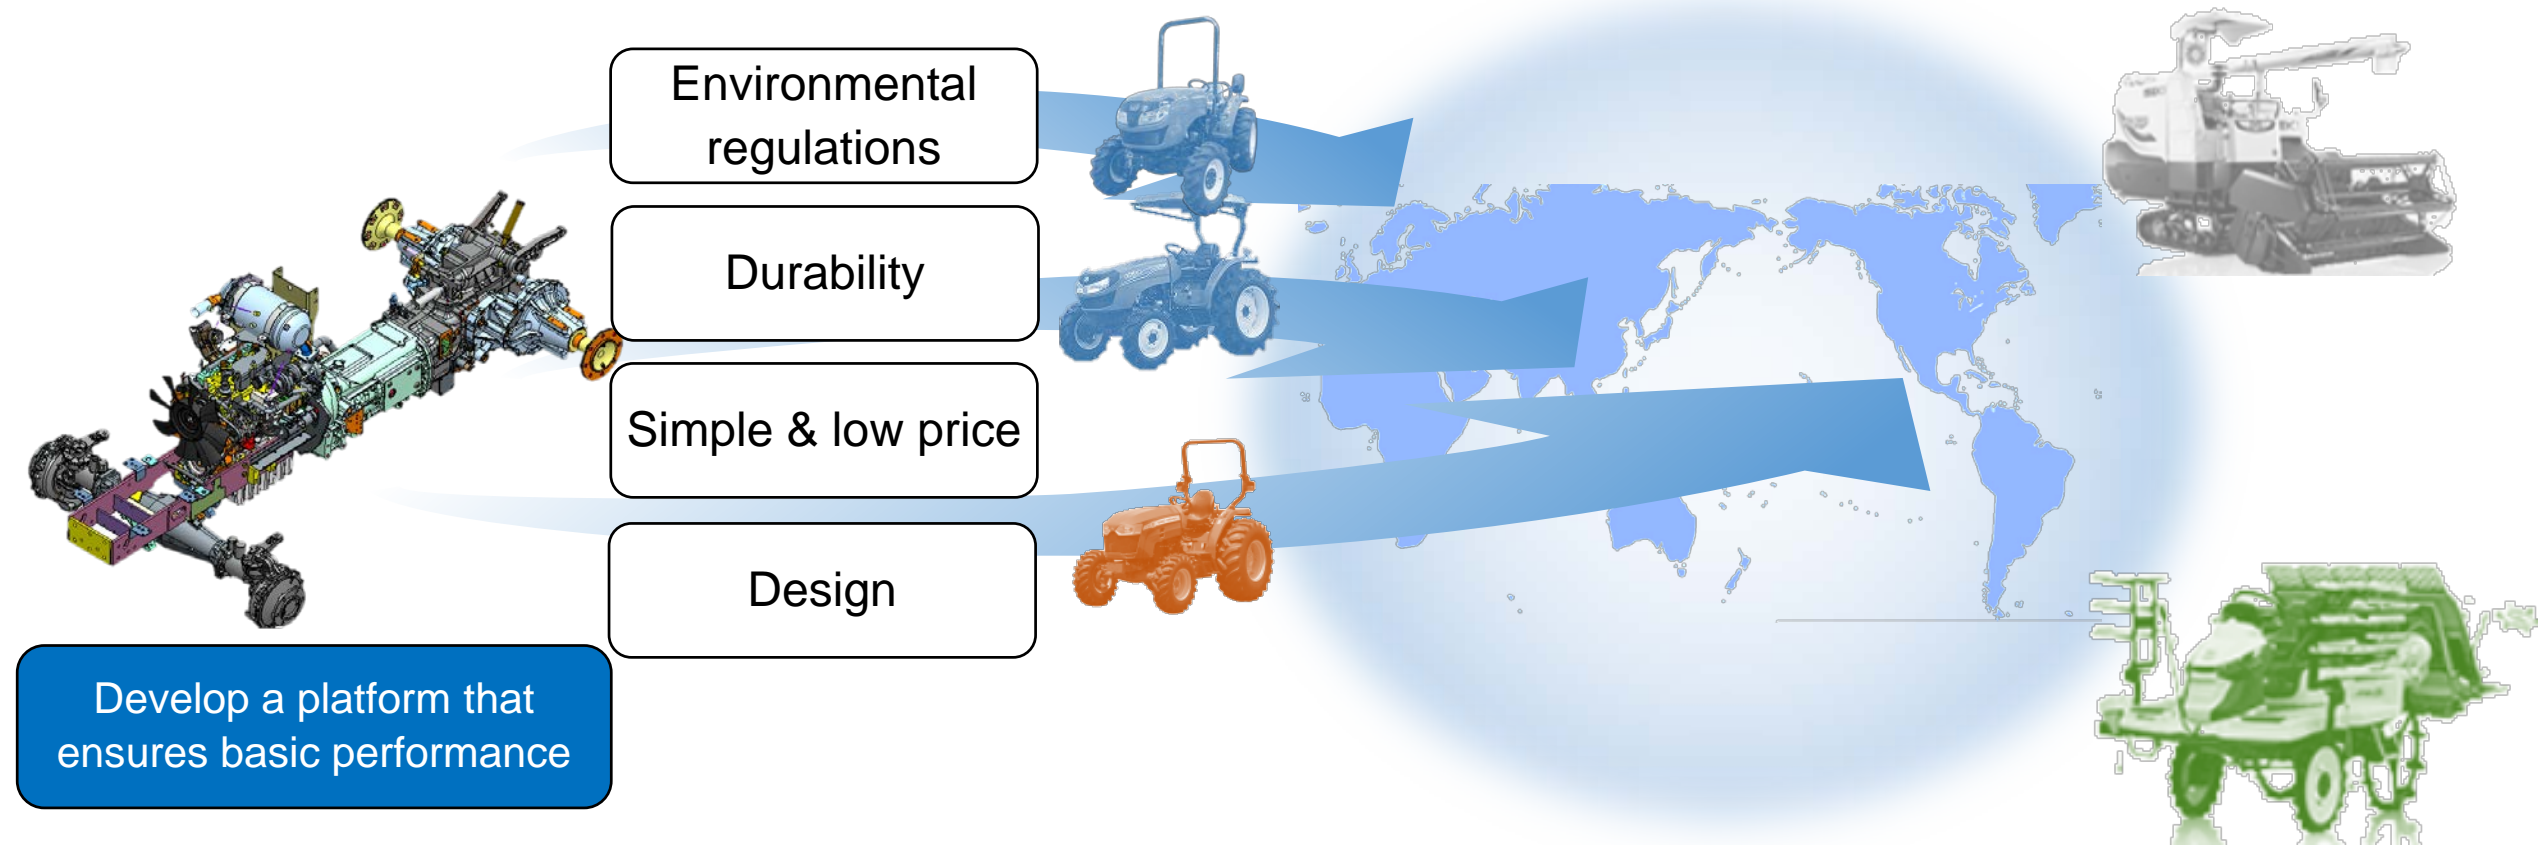 Environmental
regulations
Durability
Simple & low price
Design
Develop a platform that
ensures basic performance